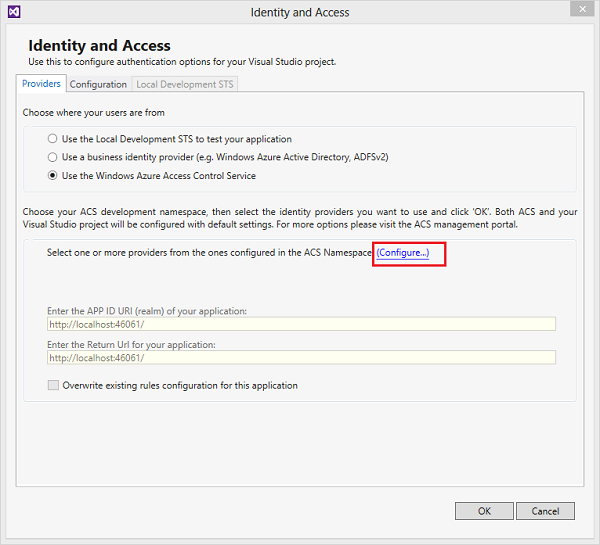 Identity and Access
Identity and Access
Use this to configure authentication options for your Visual Studio project.
Providers Configuration Local Development STS
Choose where your users are from
Use the Local Development STS to test your application
Use a business identity provider (e.g. Windows Azure Active Directory, ADFSv2)
Use the Windows Azure Access Control Service
Choose your ACS development namespace, then select the identity providers you want to use and click 'OK'. Both ACS and your
Visual Studio project will be configured with default settings. For more options please visit the ACS management portal.
Select one or more providers from the ones configured in the ACS Namespace (Configure...)
Enter the APP ID URI (realm) of your application:
http://localhost:46061/
Enter the Return Url for your application:
http://localhost:46061/
Overwrite existing rules configuration for this application
OK Cancel